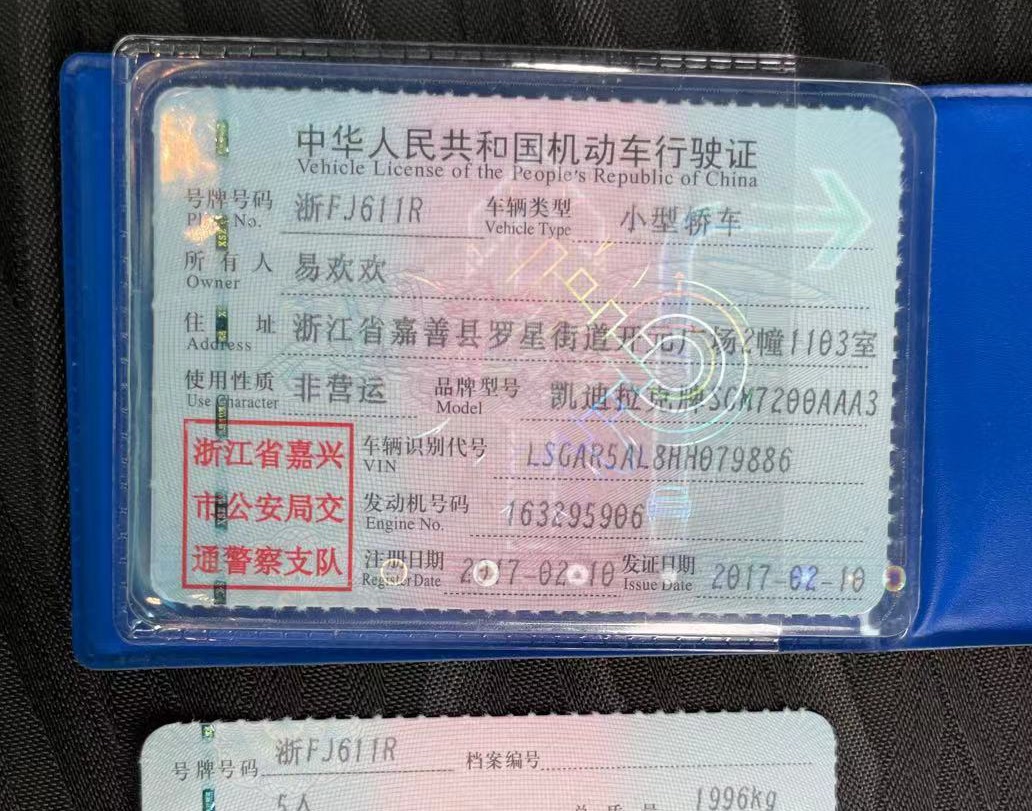 中华人民共和国机动车行驶证
Vehicle License of the People's Republic of China
号牌号码 浙FJ611R 车辆类型 小型轿车
Plate No. Vehicle Type
所有人 易欢欢
Owner
住址 浙江省嘉善县罗星街道开元广场2幢1103室
Address
使用性质 非营运 品牌型号 凯迪拉克牌SGM7200AAA3
Use Character Model
浙江省嘉兴
市公安局交
通警察支队
车辆识别代号 LSGAR5AL8HH079886
VIN
发动机号码 163295906
Engine No.
注册日期 2017-02-10 发证日期 2017-02-10
Register Date Issue Date
号牌号码 浙FJ611R 档案编号
5人 总质量 1996kg